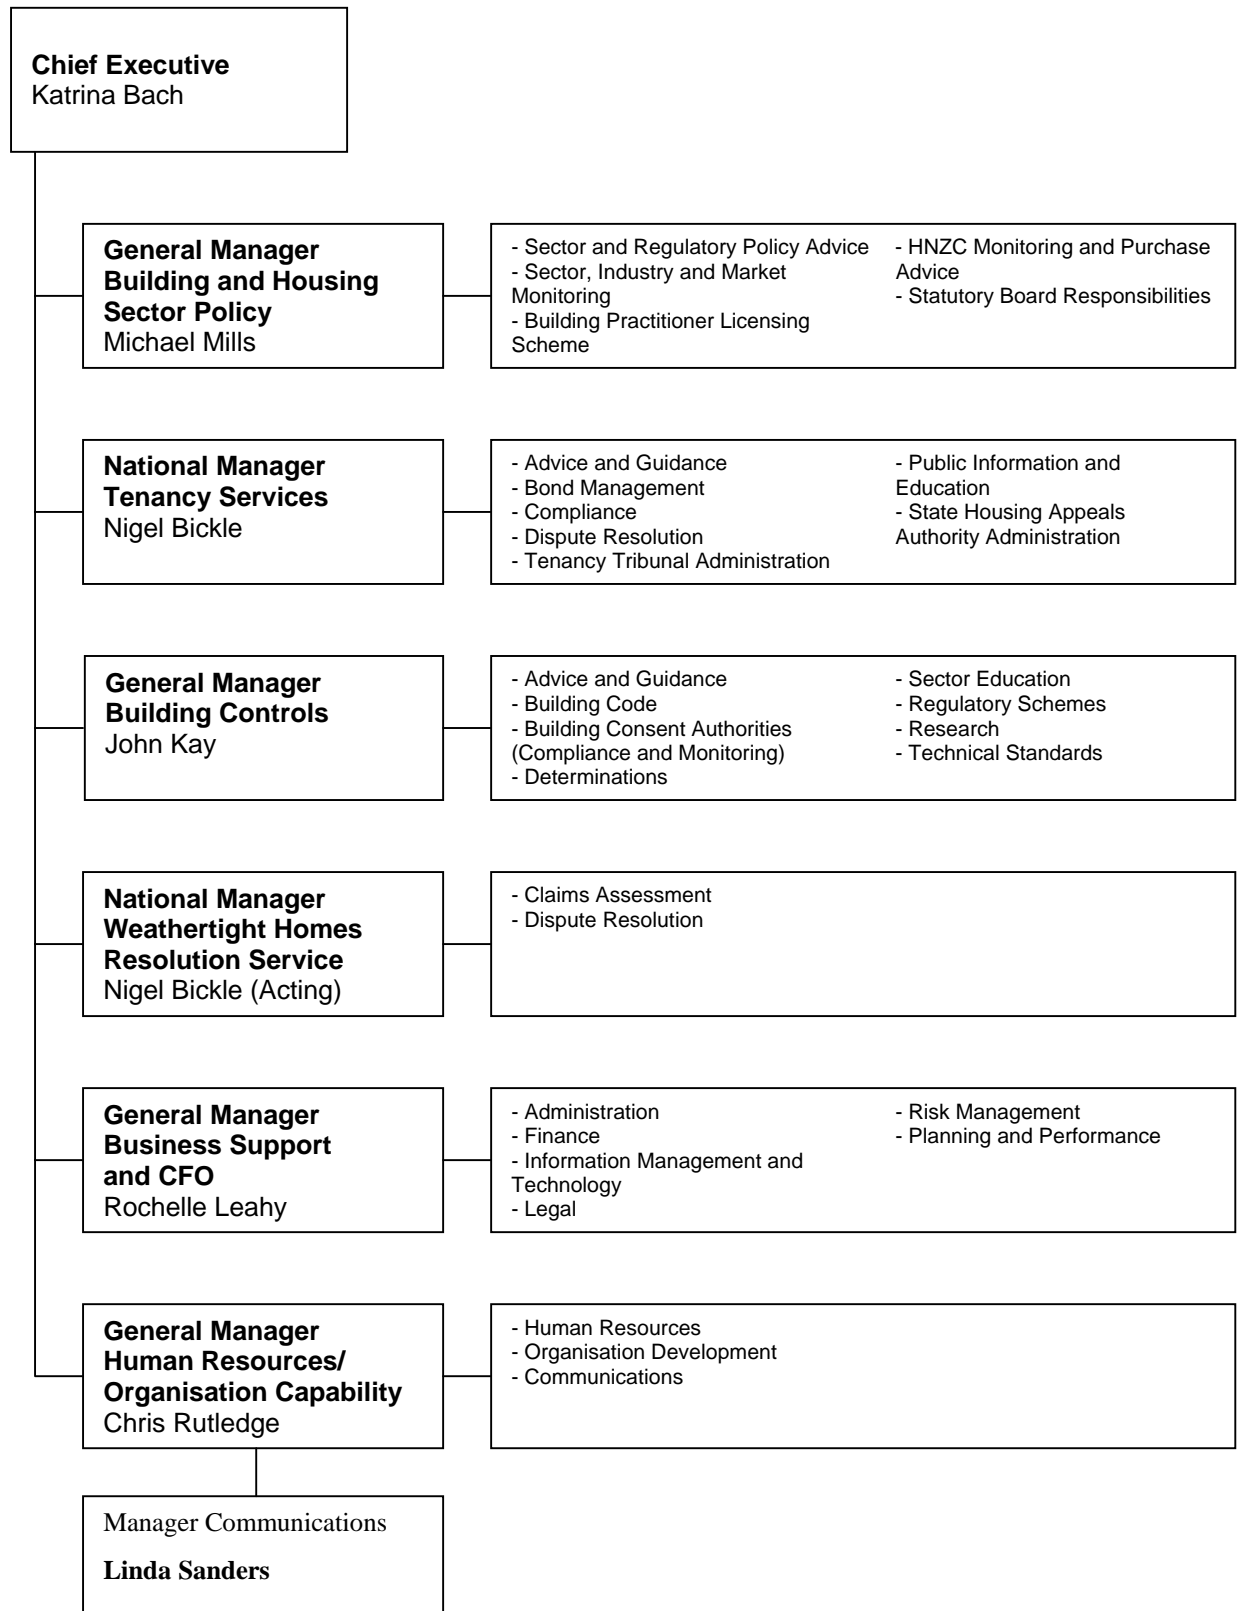 Chief Executive
Katrina Bach
General Manager
Building and Housing
Sector Policy
Michael Mills
- Sector and Regulatory Policy Advice
- Sector, Industry and Market
Monitoring
- Building Practitioner Licensing
Scheme
- HNZC Monitoring and Purchase
Advice
- Statutory Board Responsibilities
National Manager
Tenancy Services
Nigel Bickle
- Advice and Guidance
- Bond Management
- Compliance
- Dispute Resolution
- Tenancy Tribunal Administration
- Public Information and
Education
- State Housing Appeals
Authority Administration
General Manager
Building Controls
John Kay
- Advice and Guidance
- Building Code
- Building Consent Authorities
(Compliance and Monitoring)
- Determinations
- Sector Education
- Regulatory Schemes
- Research
- Technical Standards
National Manager
Weathertight Homes
Resolution Service
Nigel Bickle (Acting)
- Claims Assessment
- Dispute Resolution
General Manager
Business Support
and CFO
Rochelle Leahy
- Administration
- Finance
- Information Management and
Technology
- Legal
- Risk Management
- Planning and Performance
General Manager
Human Resources/
Organisation Capability
Chris Rutledge
- Human Resources
- Organisation Development
- Communications
Manager Communications
Linda Sanders